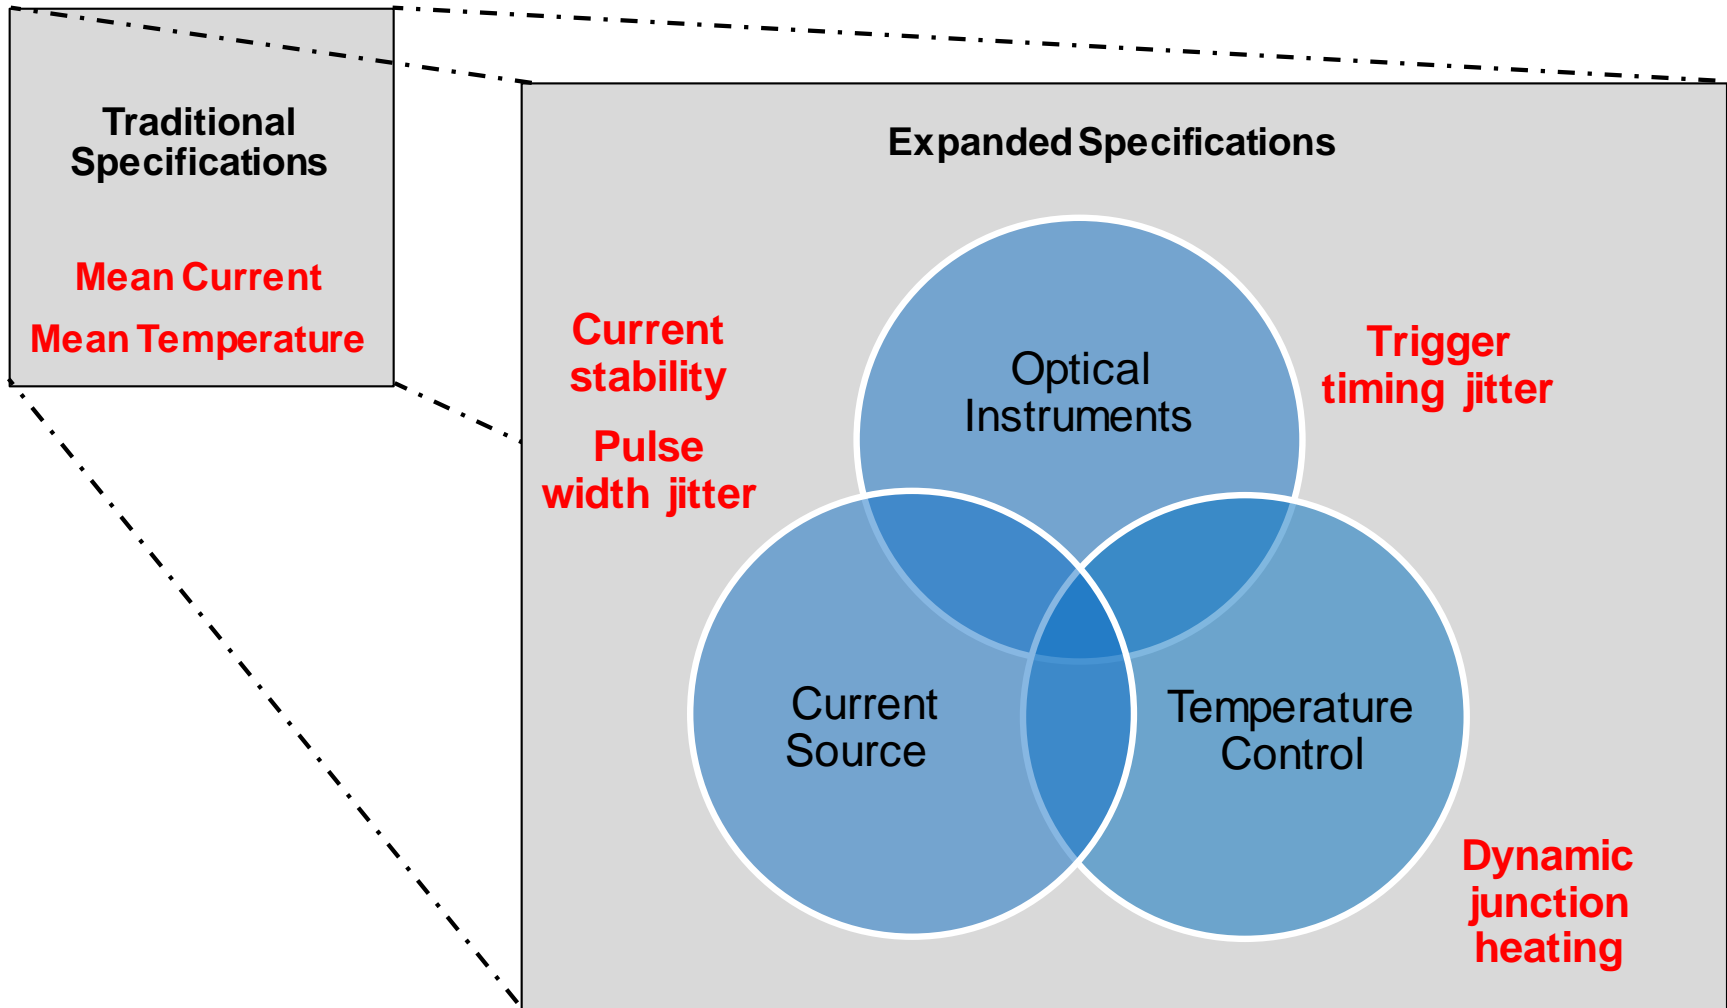 Traditional
Specifications
Mean Current
Mean Temperature
Expanded Specifications
Current
stability
Pulse
width jitter
Optical
Instruments
Trigger
timing jitter
Current
Source
Temperature
Control
Dynamic
junction
heating